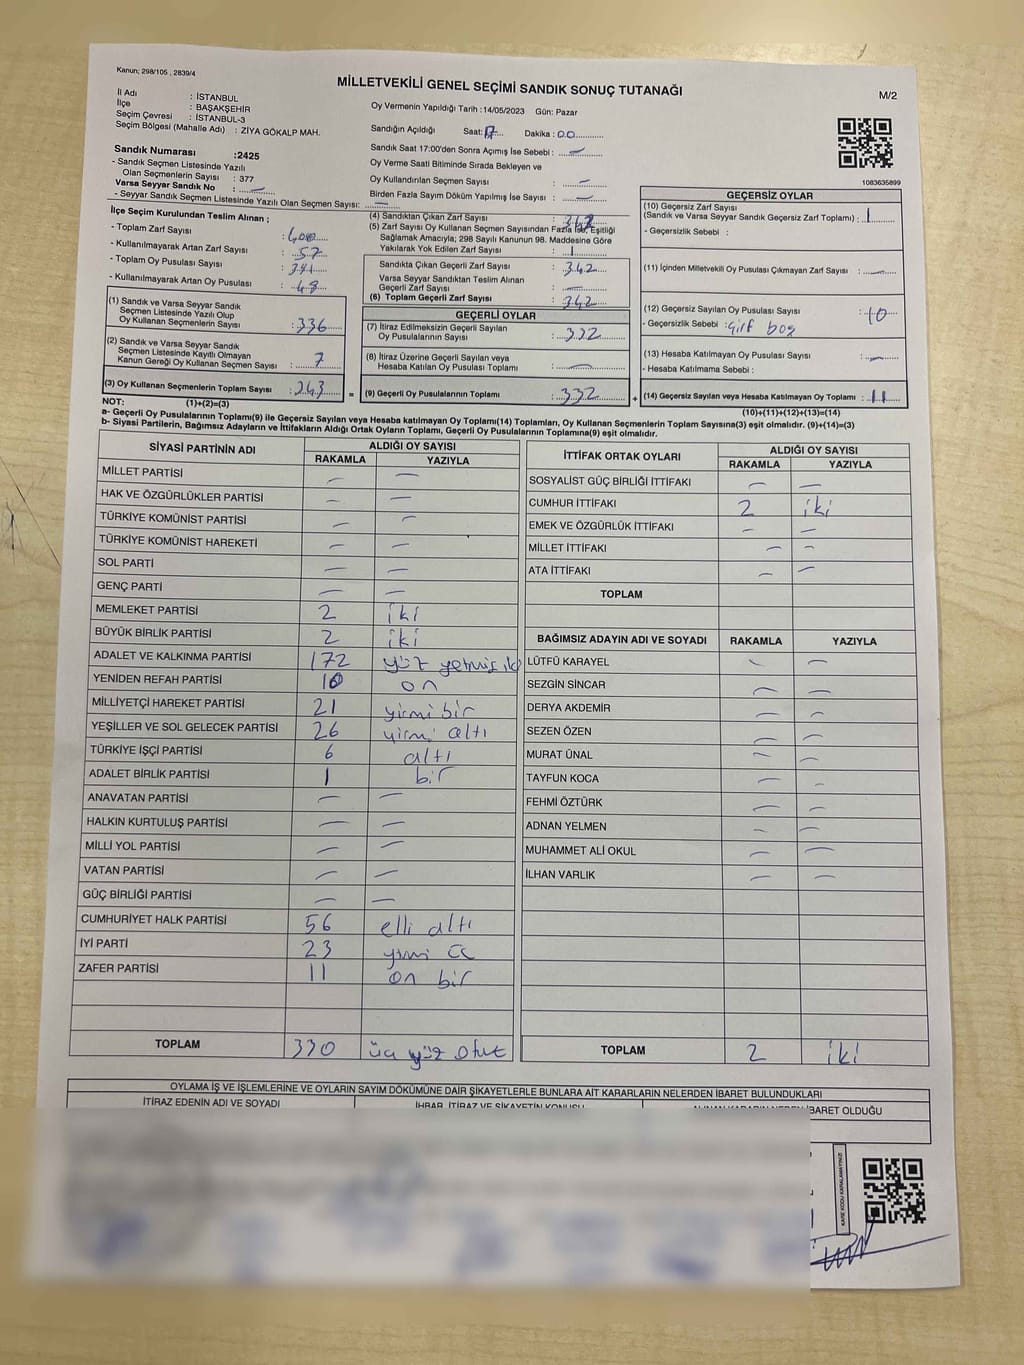 Kanun; 298/105 , 2839/4
MİLLETVEKİLİ GENEL SEÇİMİ SANDIK SONUÇ TUTANAĞI
M/2
İl Adı : İSTANBUL
İlçe : BAŞAKŞEHİR
Seçim Çevresi : İSTANBUL-3
Seçim Bölgesi (Mahalle Adı) : ZİYA GÖKALP MAH.
Oy Vermenin Yapıldığı Tarih :14/05/2023 Gün: Pazar
Sandığın Açıldığı Saat: 17 Dakika : 00
Sandık Saat 17:00'den Sonra Açımış İse Sebebi : —
Oy Verme Saati Bitiminde Sırada Bekleyen ve
Oy Kullandırılan Seçmen Sayısı : —
Birden Fazla Sayım Döküm Yapılmış İse Sayısı : —
Sandık Numarası :2425
- Sandık Seçmen Listesinde Yazılı
Olan Seçmenlerin Sayısı : 377
Varsa Seyyar Sandık No : —
- Seyyar Sandık Seçmen Listesinde Yazılı Olan Seçmen Sayısı: —
1083635899
İlçe Seçim Kurulundan Teslim Alınan ;
- Toplam Zarf Sayısı : 400
- Kullanılmayarak Artan Zarf Sayısı : 57
- Toplam Oy Pusulası Sayısı : 391
- Kullanılmayarak Artan Oy Pusulası : 48
(1) Sandık ve Varsa Seyyar Sandık
Seçmen Listesinde Yazılı Olup
Oy Kullanan Seçmenlerin Sayısı : 336
(2) Sandık ve Varsa Seyyar Sandık
Seçmen Listesinde Kayıtlı Olmayan
Kanun Gereği Oy Kullanan Seçmen Sayısı : 7
(3) Oy Kullanan Seçmenlerin Toplam Sayısı : 343
(4) Sandıktan Çıkan Zarf Sayısı : 343
(5) Zarf Sayısı Oy Kullanan Seçmen Sayısından Fazla İse, Eşitliği
Sağlamak Amacıyla; 298 Sayılı Kanunun 98. Maddesine Göre
Yakılarak Yok Edilen Zarf Sayısı : 1
Sandıkta Çıkan Geçerli Zarf Sayısı : 342
Varsa Seyyar Sandıktan Teslim Alınan
Geçerli Zarf Sayısı : —
(6) Toplam Geçerli Zarf Sayısı : 342
GEÇERLİ OYLAR
(7) İtiraz Edilmeksizin Geçerli Sayılan
Oy Pusulalarının Sayısı : 332
(8) İtiraz Üzerine Geçerli Sayılan veya
Hesaba Katılan Oy Pusulası Toplamı : —
= (9) Geçerli Oy Pusulalarının Toplamı : 332
GEÇERSİZ OYLAR
(10) Geçersiz Zarf Sayısı
(Sandık ve Varsa Seyyar Sandık Geçersiz Zarf Toplamı) : 1
- Geçersizlik Sebebi :
(11) İçinden Milletvekili Oy Pusulası Çıkmayan Zarf Sayısı : —
(12) Geçersiz Sayılan Oy Pusulası Sayısı : 10
- Geçersizlik Sebebi : boş
(13) Hesaba Katılmayan Oy Pusulası Sayısı : —
- Hesaba Katılmama Sebebi :
+ (14) Geçersiz Sayılan veya Hesaba Katılmayan Oy Toplamı : 11
NOT: (1)+(2)=(3)
(10)+(11)+(12)+(13)=(14)
a- Geçerli Oy Pusulalarının Toplamı(9) ile Geçersiz Sayılan veya Hesaba katılmayan Oy Toplamı(14) Toplamları, Oy Kullanan Seçmenlerin Toplam Sayısına(3) eşit olmalıdır. (9)+(14)=(3)
b- Siyasi Partilerin, Bağımsız Adayların ve İttifakların Aldığı Ortak Oyların Toplamı, Geçerli Oy Pusulalarının Toplamına(9) eşit olmalıdır.
SİYASİ PARTİNİN ADI ALDIĞI OY SAYISI
RAKAMLA YAZIYLA
MİLLET PARTİSİ — —
HAK VE ÖZGÜRLÜKLER PARTİSİ — —
TÜRKİYE KOMÜNİST PARTİSİ — —
TÜRKİYE KOMÜNİST HAREKETİ — —
SOL PARTİ — —
GENÇ PARTİ — —
MEMLEKET PARTİSİ 2 iki
BÜYÜK BİRLİK PARTİSİ 2 iki
ADALET VE KALKINMA PARTİSİ 172 yüz yetmiş iki
YENİDEN REFAH PARTİSİ 10 on
MİLLİYETÇİ HAREKET PARTİSİ 21 yirmi bir
YEŞİLLER VE SOL GELECEK PARTİSİ 26 yirmi altı
TÜRKİYE İŞÇİ PARTİSİ 6 altı
ADALET BİRLİK PARTİSİ 1 bir
ANAVATAN PARTİSİ — —
HALKIN KURTULUŞ PARTİSİ — —
MİLLİ YOL PARTİSİ — —
VATAN PARTİSİ — —
GÜÇ BİRLİĞİ PARTİSİ — —
CUMHURİYET HALK PARTİSİ 56 elli altı
İYİ PARTİ 23 yirmi üç
ZAFER PARTİSİ 11 on bir
TOPLAM 330 üç yüz otuz
İTTİFAK ORTAK OYLARI ALDIĞI OY SAYISI
RAKAMLA YAZIYLA
SOSYALİST GÜÇ BİRLİĞİ İTTİFAKI — —
CUMHUR İTTİFAKI 2 iki
EMEK VE ÖZGÜRLÜK İTTİFAKI — —
MİLLET İTTİFAKI — —
ATA İTTİFAKI — —
TOPLAM
BAĞIMSIZ ADAYIN ADI VE SOYADI RAKAMLA YAZIYLA
LÜTFÜ KARAYEL — —
SEZGİN SİNCAR — —
DERYA AKDEMİR — —
SEZEN ÖZEN — —
MURAT ÜNAL — —
TAYFUN KOCA — —
FEHMİ ÖZTÜRK — —
ADNAN YELMEN — —
MUHAMMET ALİ OKUL — —
İLHAN VARLIK — —
TOPLAM 2 iki
OYLAMA İŞ VE İŞLEMLERİNE VE OYLARIN SAYIM DÖKÜMÜNE DAİR ŞİKAYETLERLE BUNLARA AİT KARARLARIN NELERDEN İBARET BULUNDUKLARI
İTİRAZ EDENİN ADI VE SOYADI İHBAR, İTİRAZ VE ŞİKAYETİN KONUSU ALINAN KARARIN NEDEN İBARET OLDUĞU
KARE KODU KARALAMAYINIZ!